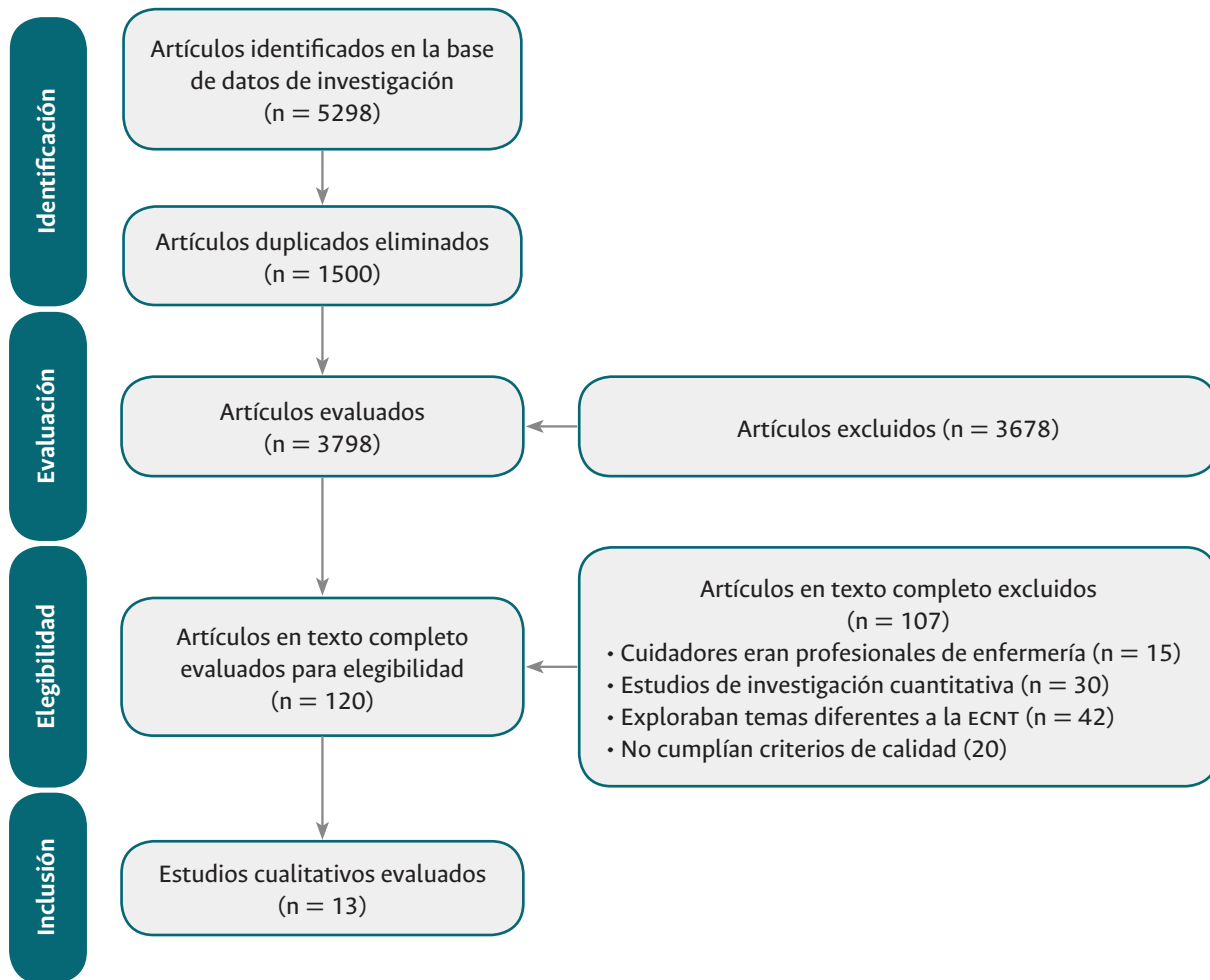 Identificación
Artículos identificados en la base
de datos de investigación
(n = 5298)
Artículos duplicados eliminados
(n = 1500)
Evaluación
Artículos evaluados
(n = 3798)
Artículos excluidos (n = 3678)
Elegibilidad
Artículos en texto completo
evaluados para elegibilidad
(n = 120)
Artículos en texto completo excluidos
(n = 107)
• Cuidadores eran profesionales de enfermería (n = 15)
• Estudios de investigación cuantitativa (n = 30)
• Exploraban temas diferentes a la ECNT (n = 42)
• No cumplían criterios de calidad (20)
Inclusión
Estudios cualitativos evaluados
(n = 13)